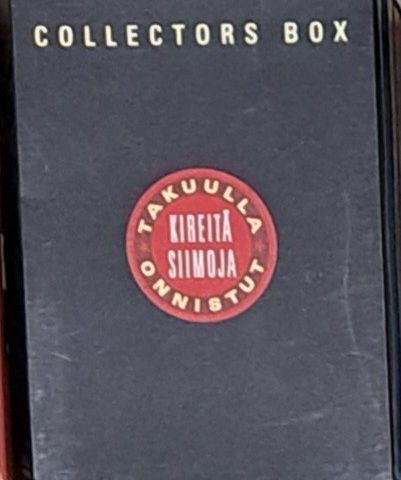 COLLECTORS BOX
TAKUULLA
KIREITÄ
SIIMOJA
ONNISTUT